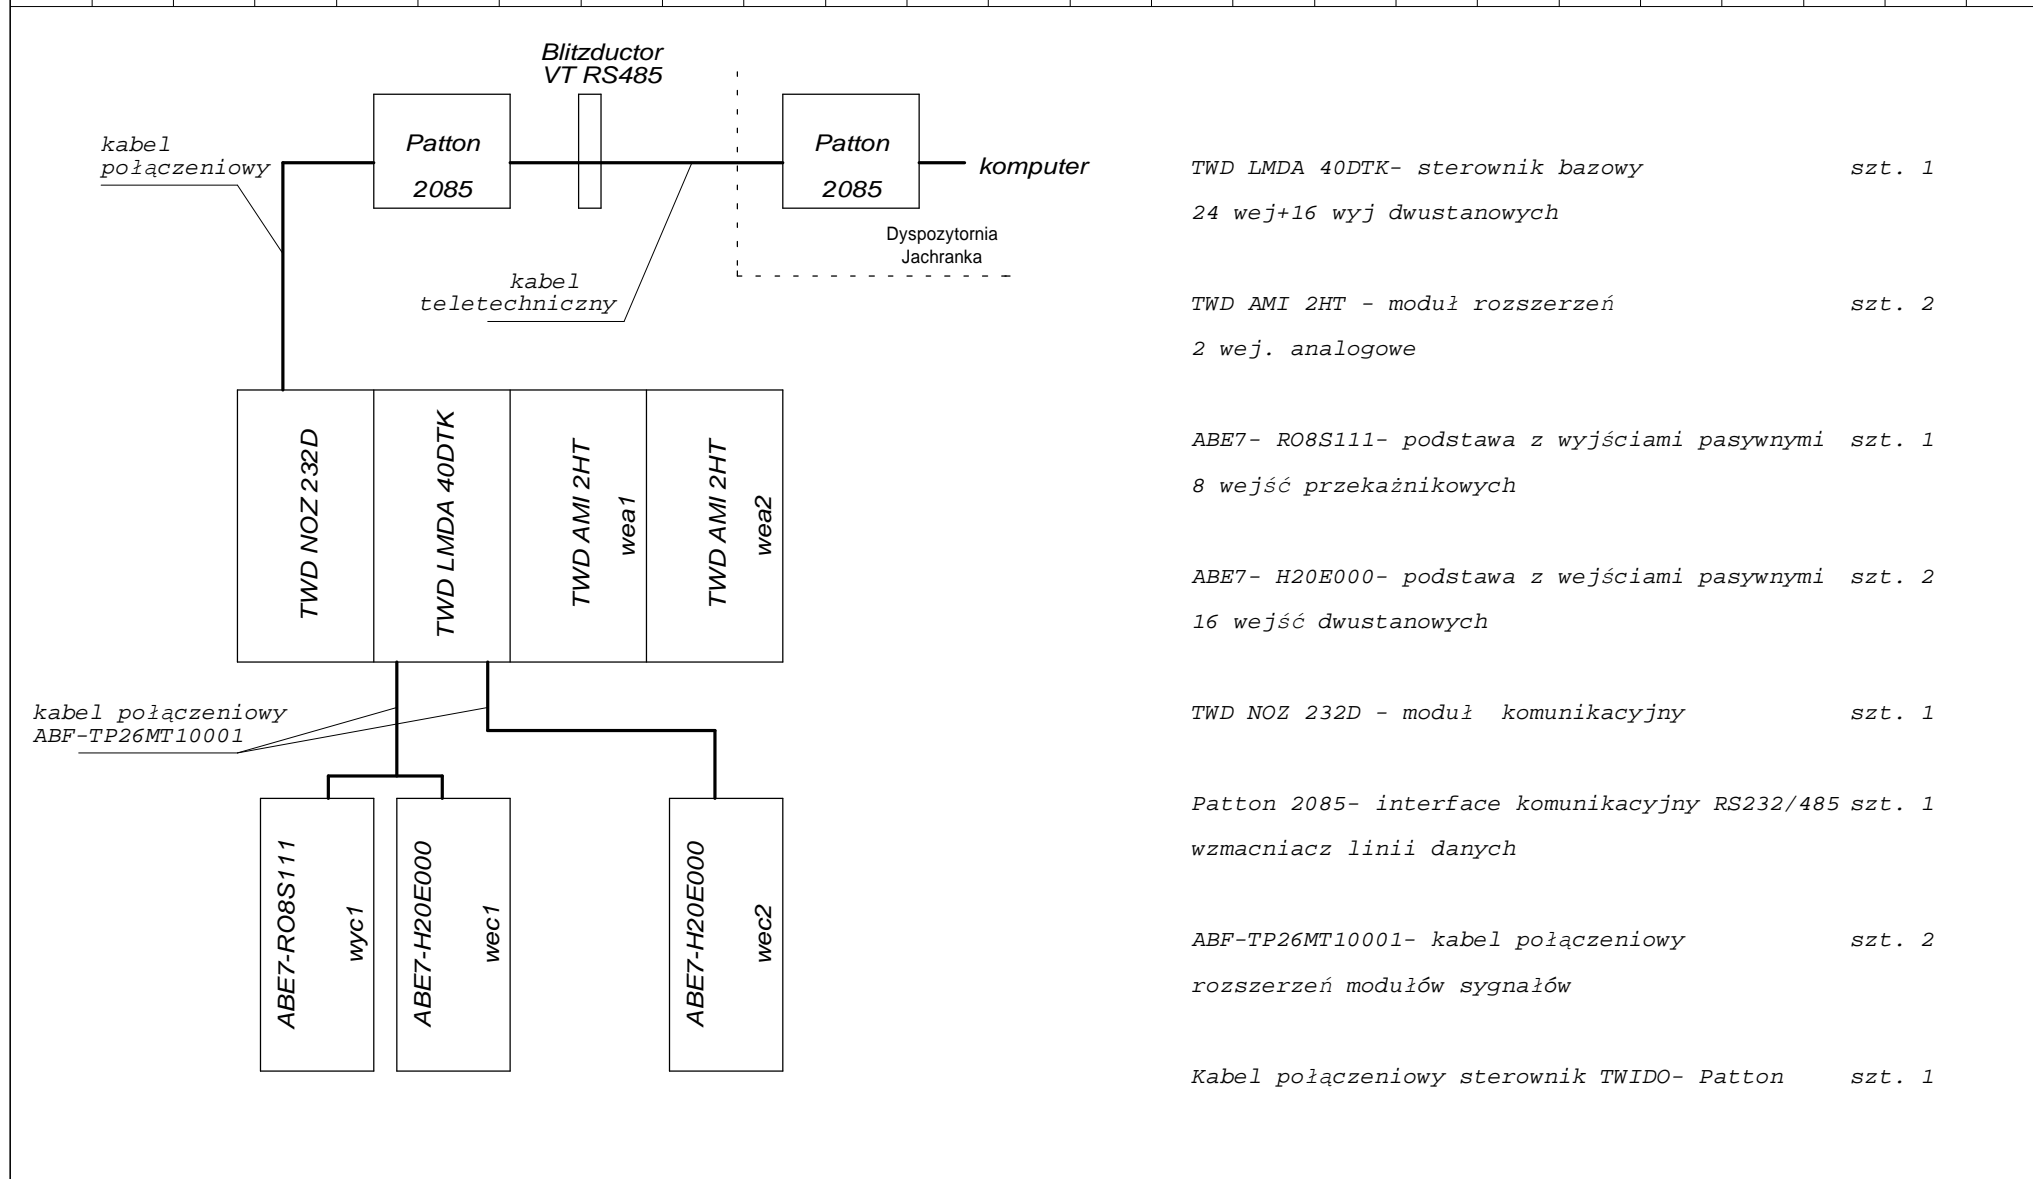 Blitzductor
VT RS485
kabel
połączeniowy
Patton
2085
Patton
2085
komputer
Dyspozytornia
Jachranka
kabel
teletechniczny
TWD NOZ 232D
TWD LMDA 40DTK
TWD AMI 2HT
wea1
TWD AMI 2HT
wea2
kabel połączeniowy
ABF-TP26MT10001
ABE7-RO8S111
wyc1
ABE7-H20E000
wec1
ABE7-H20E000
wec2
TWD LMDA 40DTK- sterownik bazowy szt. 1
24 wej+16 wyj dwustanowych
TWD AMI 2HT - moduł rozszerzeń szt. 2
2 wej. analogowe
ABE7- RO8S111- podstawa z wyjściami pasywnymi szt. 1
8 wejść przekażnikowych
ABE7- H20E000- podstawa z wejściami pasywnymi szt. 2
16 wejść dwustanowych
TWD NOZ 232D - moduł komunikacyjny szt. 1
Patton 2085- interface komunikacyjny RS232/485 szt. 1
wzmacniacz linii danych
ABF-TP26MT10001- kabel połączeniowy szt. 2
rozszerzeń modułów sygnałów
Kabel połączeniowy sterownik TWIDO- Patton szt. 1